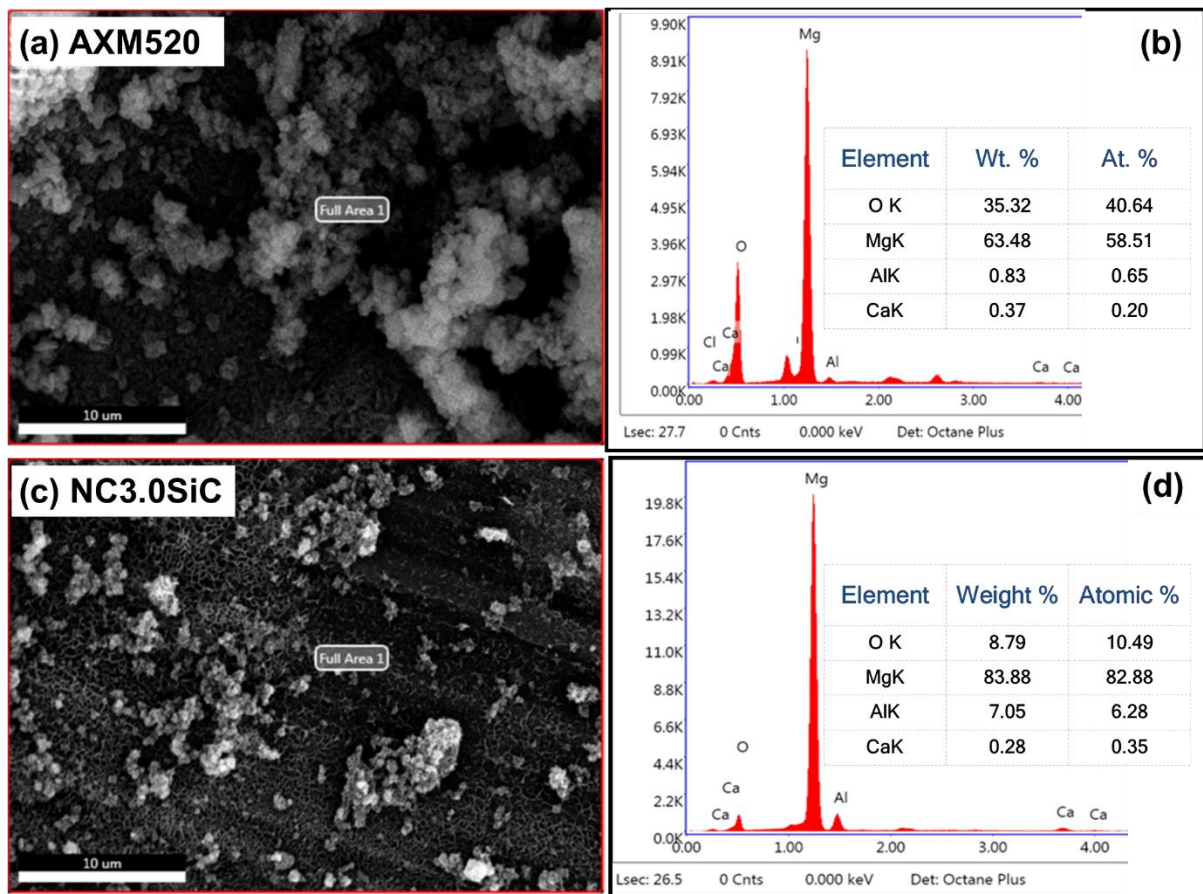 (a) AXM520
Full Area 1
10 um
(b)
9.90K
8.91K
7.92K
6.93K
5.94K
4.95K
3.96K
2.97K
1.98K
0.99K
0.00K
Mg
O
Cl
Ca
Ca
Al
Ca
Ca
0.00 1.00 2.00 3.00 4.00
Lsec: 27.7 0 Cnts 0.000 keV Det: Octane Plus
Element Wt. % At. %
O K 35.32 40.64
MgK 63.48 58.51
AlK 0.83 0.65
CaK 0.37 0.20
(c) NC3.0SiC
Full Area 1
10 um
(d)
19.8K
17.6K
15.4K
13.2K
11.0K
8.8K
6.6K
4.4K
2.2K
0.0K
Mg
O
Ca
Ca
Al
Ca
Ca
0.00 1.00 2.00 3.00 4.00
Lsec: 26.5 0 Cnts 0.000 keV Det: Octane Plus
Element Weight % Atomic %
O K 8.79 10.49
MgK 83.88 82.88
AlK 7.05 6.28
CaK 0.28 0.35